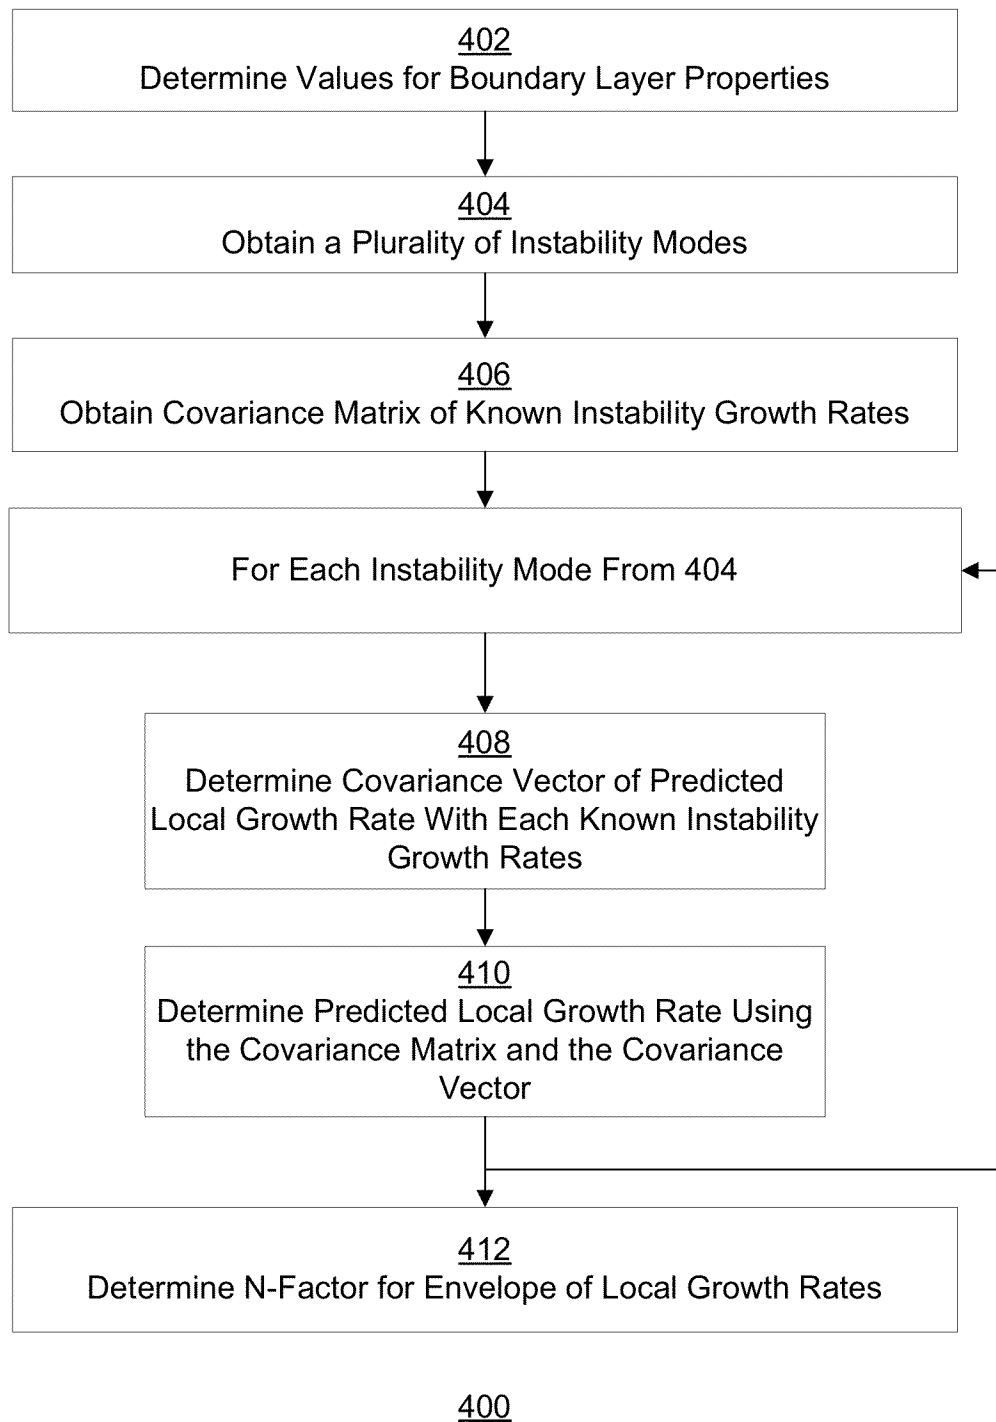 402
Determine Values for Boundary Layer Properties
404
Obtain a Plurality of Instability Modes
406
Obtain Covariance Matrix of Known Instability Growth Rates
For Each Instability Mode From 404
408
Determine Covariance Vector of Predicted
Local Growth Rate With Each Known Instability
Growth Rates
410
Determine Predicted Local Growth Rate Using
the Covariance Matrix and the Covariance
Vector
412
Determine N-Factor for Envelope of Local Growth Rates
400